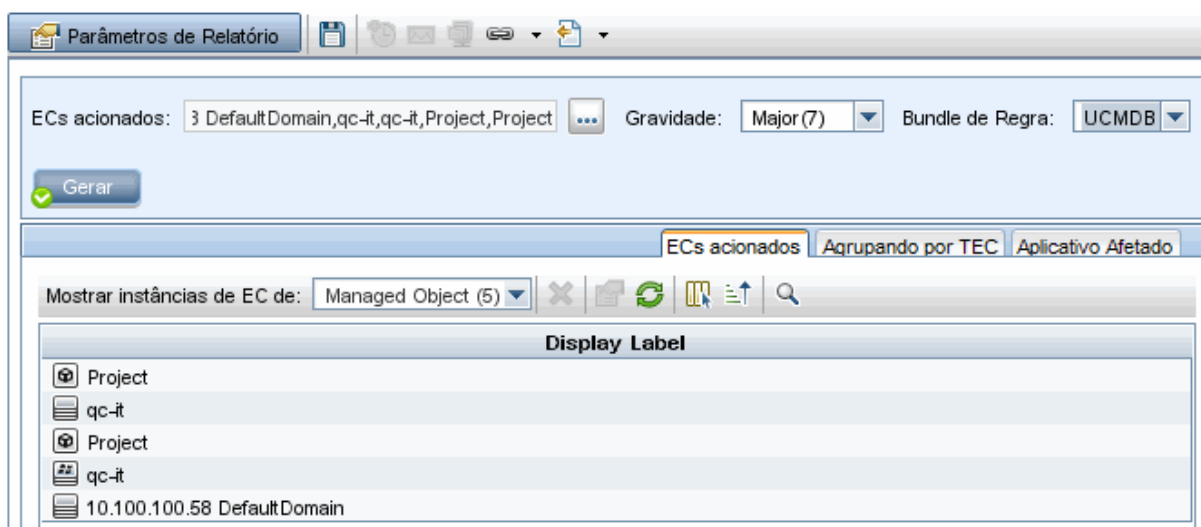 Parâmetros de Relatório
ECs acionados: 3 DefaultDomain,qc-it,qc-it,Project,Project ... Gravidade: Major(7) Bundle de Regra: UCMDB
Gerar
ECs acionados Agrupando por TEC Aplicativo Afetado
Mostrar instâncias de EC de: Managed Object (5)
Display Label
Project
qc-it
Project
qc-it
10.100.100.58 DefaultDomain